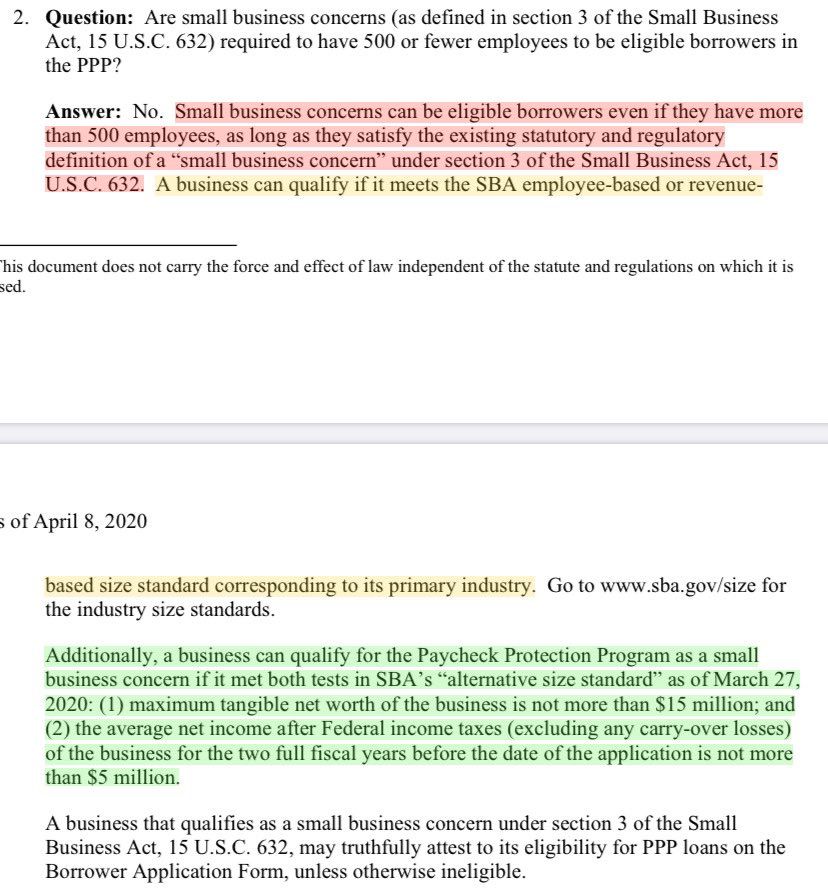 2. Question: Are small business concerns (as defined in section 3 of the Small Business
Act, 15 U.S.C. 632) required to have 500 or fewer employees to be eligible borrowers in
the PPP?
Answer: No. Small business concerns can be eligible borrowers even if they have more
than 500 employees, as long as they satisfy the existing statutory and regulatory
definition of a “small business concern” under section 3 of the Small Business Act, 15
U.S.C. 632. A business can qualify if it meets the SBA employee-based or revenue-
This document does not carry the force and effect of law independent of the statute and regulations on which it is
sed.
s of April 8, 2020
based size standard corresponding to its primary industry. Go to www.sba.gov/size for
the industry size standards.
Additionally, a business can qualify for the Paycheck Protection Program as a small
business concern if it met both tests in SBA’s “alternative size standard” as of March 27,
2020: (1) maximum tangible net worth of the business is not more than $15 million; and
(2) the average net income after Federal income taxes (excluding any carry-over losses)
of the business for the two full fiscal years before the date of the application is not more
than $5 million.
A business that qualifies as a small business concern under section 3 of the Small
Business Act, 15 U.S.C. 632, may truthfully attest to its eligibility for PPP loans on the
Borrower Application Form, unless otherwise ineligible.